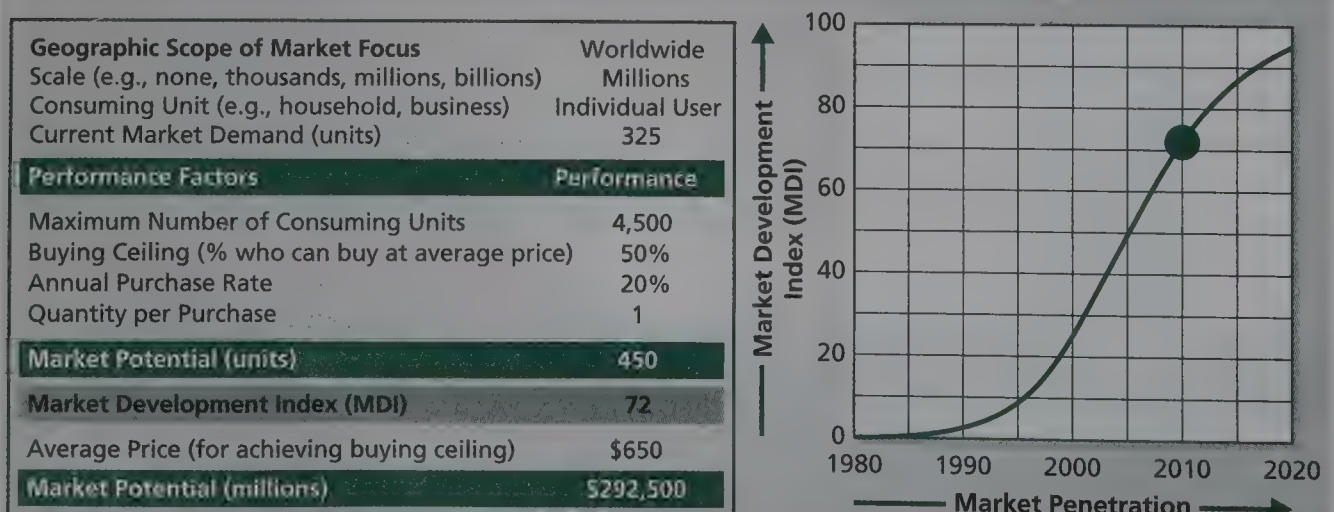 Geographic Scope of Market Focus Worldwide
Scale (e.g., none, thousands, millions, billions) Millions
Consuming Unit (e.g., household, business) Individual User
Current Market Demand (units) 325
Performance Factors Performance
Maximum Number of Consuming Units 4,500
Buying Ceiling (% who can buy at average price) 50%
Annual Purchase Rate 20%
Quantity per Purchase 1
Market Potential (units) 450
Market Development Index (MDI) 72
Average Price (for achieving buying ceiling) $650
Market Potential (millions) $292,500
Market Development
Index (MDI)
100
80
60
40
20
0
1980 1990 2000 2010 2020
Market Penetration